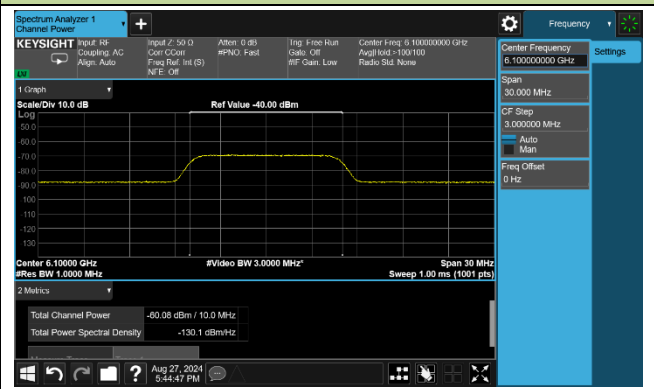 Spectrum Analyzer 1
Channel Power
+
Frequency
KEYSIGHT
Input: RF
Coupling: AC
Align: Auto
Input Z: 50 Ω
Corr CCorr
Freq Ref: Int (S)
NFE: Off
Atten: 0 dB
#PNO: Fast
Trig: Free Run
Gate: Off
#IF Gain: Low
Center Freq: 6.100000000 GHz
Avg|Hold:>100/100
Radio Std: None
Center Frequency
6.100000000 GHz
Settings
Span
30.000 MHz
CF Step
3.000000 MHz
Auto
Man
Freq Offset
0 Hz
1 Graph
Scale/Div 10.0 dB
Ref Value -40.00 dBm
Log
-50.0
-60.0
-70.0
-80.0
-90.0
-100
-110
-120
-130
Center 6.10000 GHz
#Video BW 3.0000 MHz*
Span 30 MHz
#Res BW 1.0000 MHz
Sweep 1.00 ms (1001 pts)
2 Metrics
Total Channel Power
-60.08 dBm / 10.0 MHz
Total Power Spectral Density
-130.1 dBm/Hz
?
Aug 27, 2024
5:44:47 PM